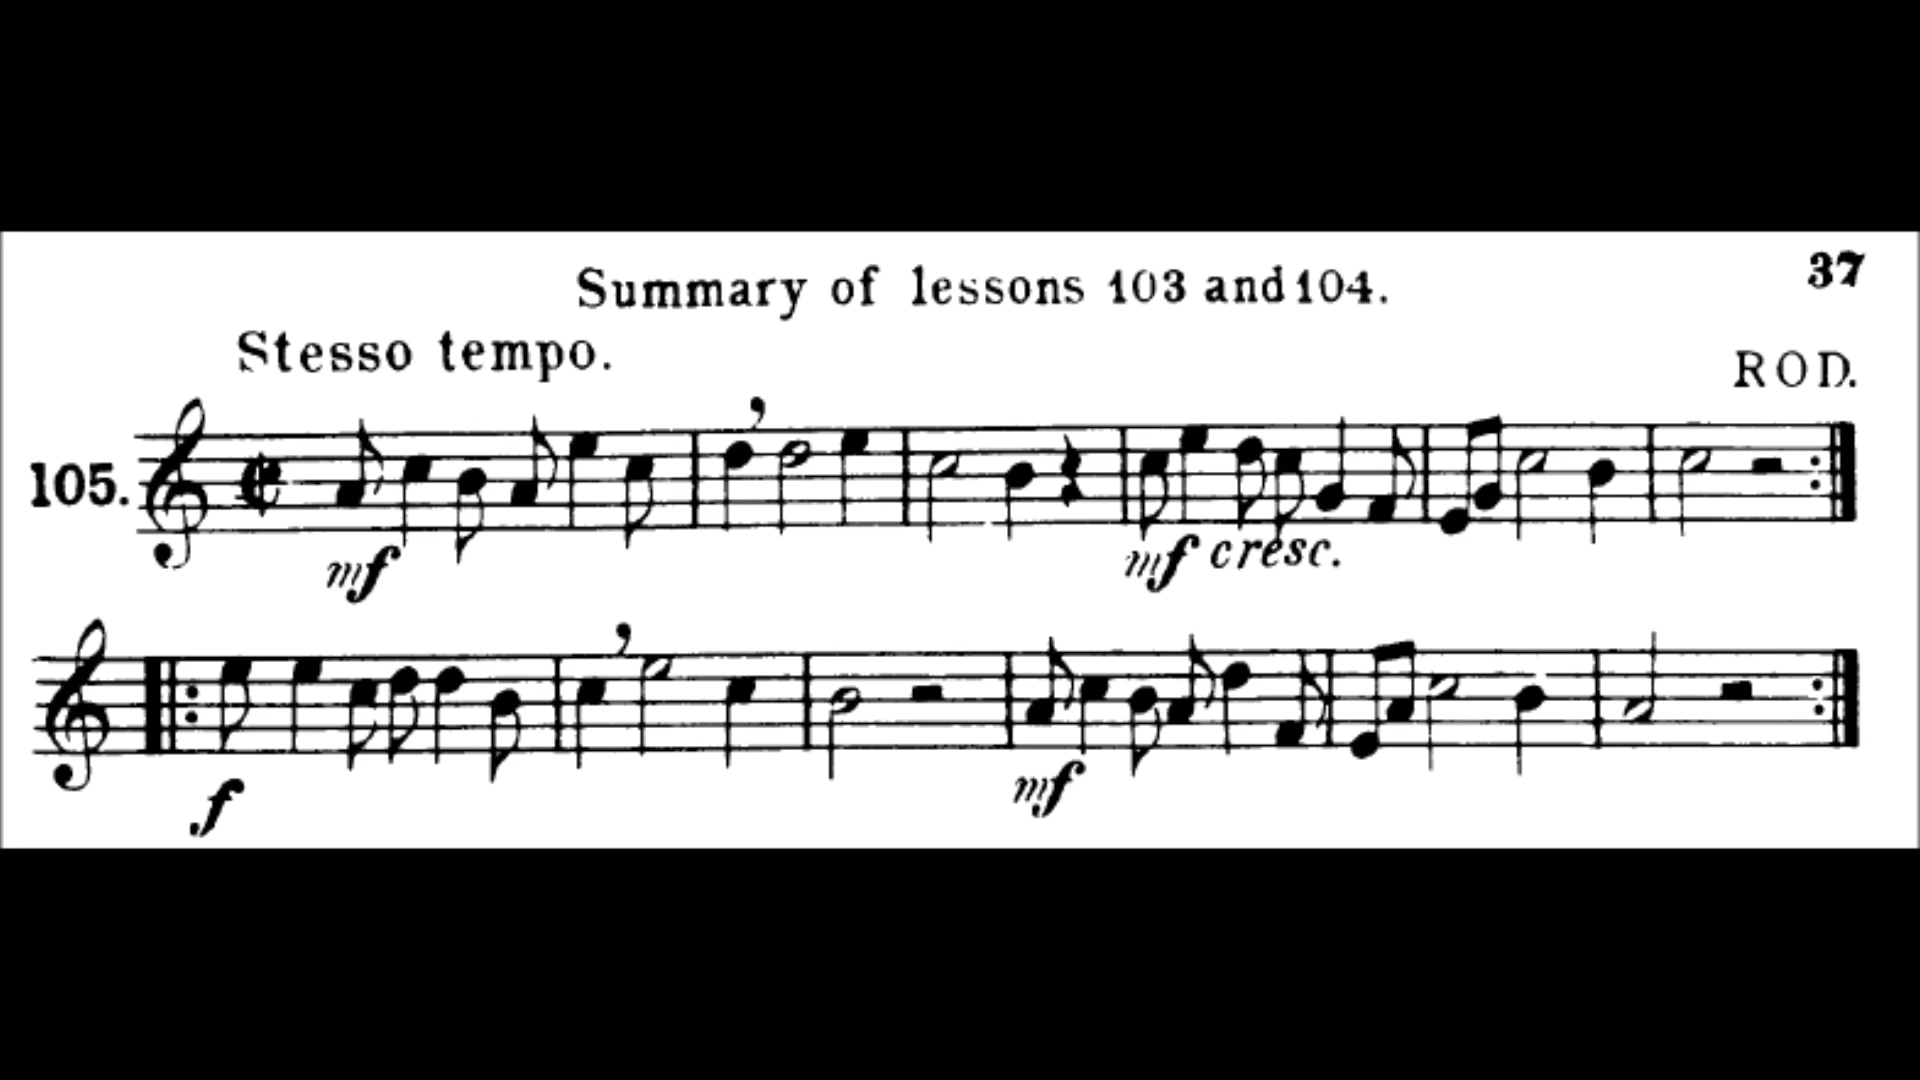 37
Summary of lessons 103 and 104.
Stesso tempo.
ROD.
105.
mf
mf cresc.
f
mf